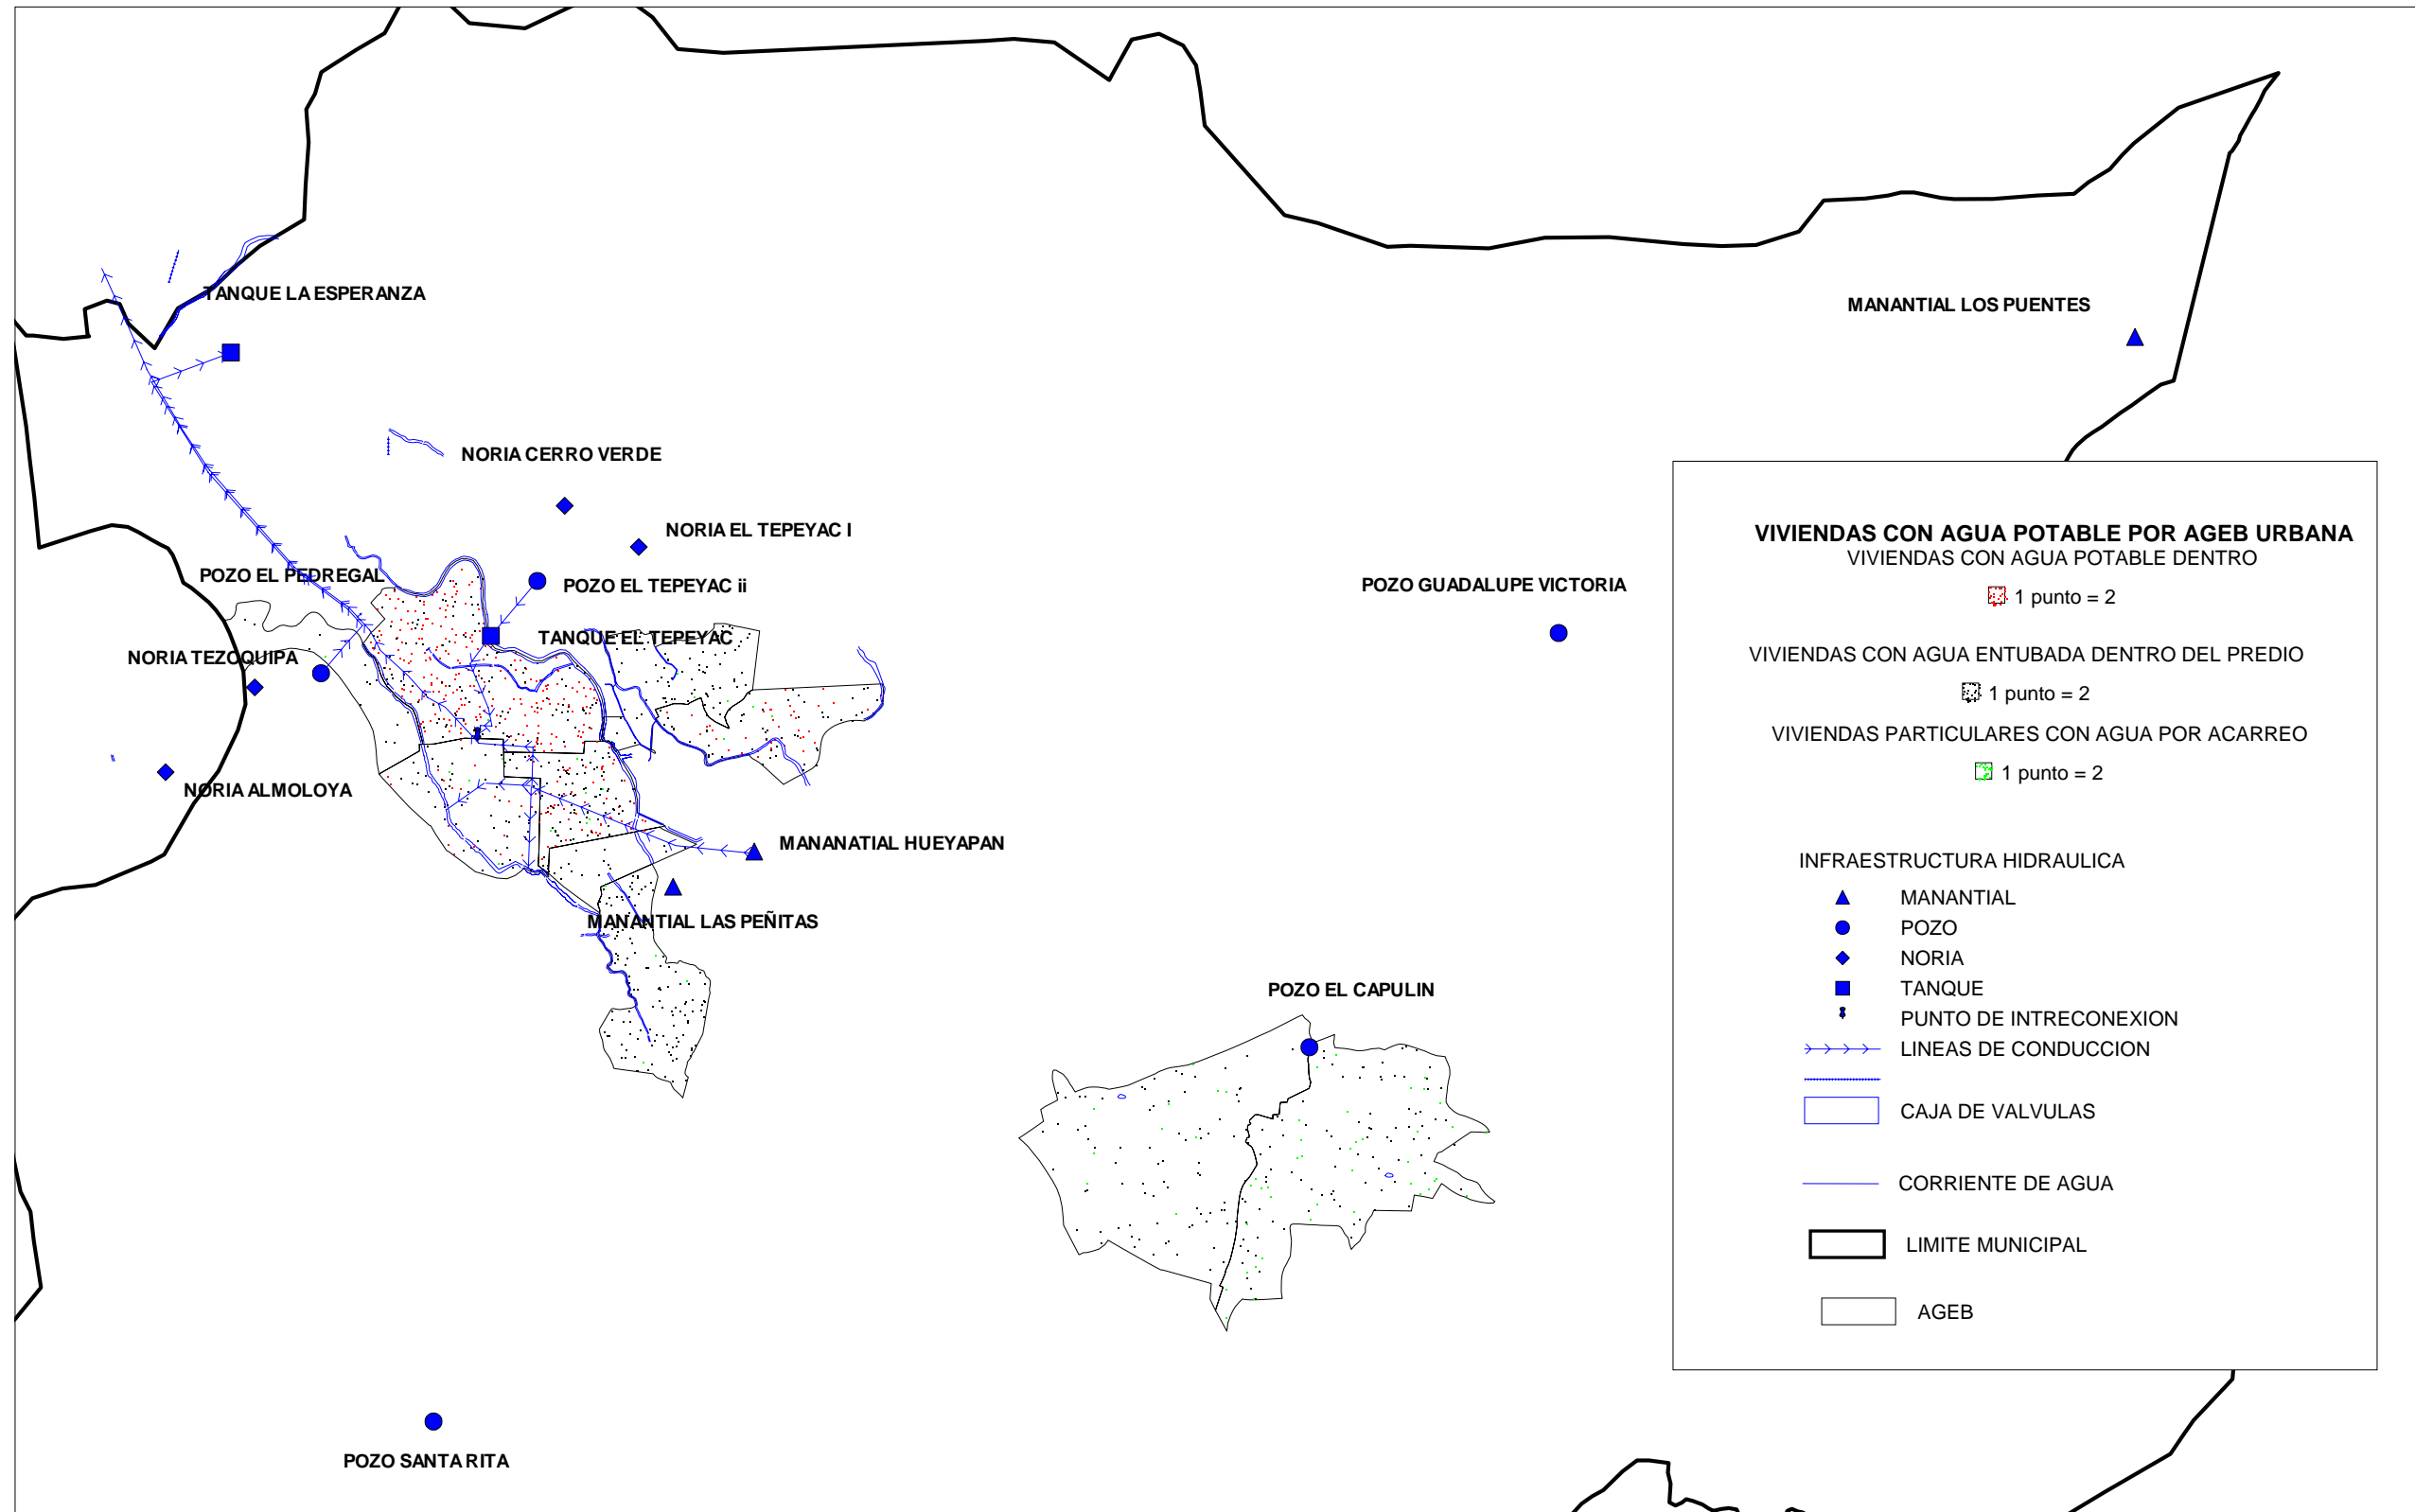 TANQUE LA ESPERANZA
MANANTIAL LOS PUENTES
NORIA CERRO VERDE
NORIA EL TEPEYAC I
POZO EL PEDREGAL
POZO EL TEPEYAC ii
POZO GUADALUPE VICTORIA
TANQUE EL TEPEYAC
NORIA TEZOQUIPA
NORIA ALMOLOYA
MANANATIAL HUEYAPAN
MANANTIAL LAS PEÑITAS
POZO EL CAPULIN
POZO SANTA RITA
VIVIENDAS CON AGUA POTABLE POR AGEB URBANA
VIVIENDAS CON AGUA POTABLE DENTRO
1 punto = 2
VIVIENDAS CON AGUA ENTUBADA DENTRO DEL PREDIO
1 punto = 2
VIVIENDAS PARTICULARES CON AGUA POR ACARREO
1 punto = 2
INFRAESTRUCTURA HIDRAULICA
MANANTIAL
POZO
NORIA
TANQUE
PUNTO DE INTRECONEXION
LINEAS DE CONDUCCION
CAJA DE VALVULAS
CORRIENTE DE AGUA
LIMITE MUNICIPAL
AGEB